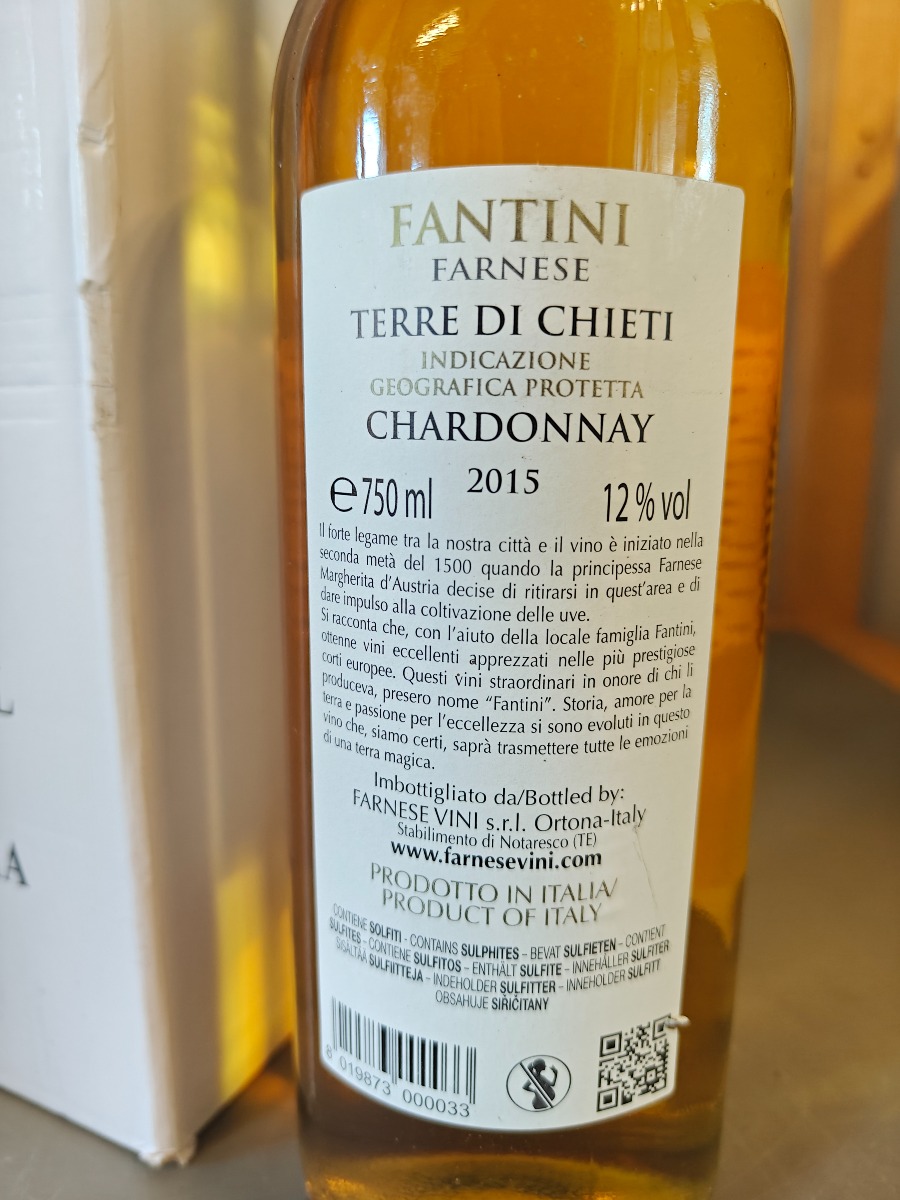 FANTINI
FARNESE
TERRE DI CHIETI
INDICAZIONE
GEOGRAFICA PROTETTA
CHARDONNAY
2015
℮750 ml 12 % vol
Il forte legame tra la nostra città e il vino è iniziato nella
seconda metà del 1500 quando la principessa Farnese
Margherita d'Austria decise di ritirarsi in quest'area e di
dare impulso alla coltivazione delle uve.
Si racconta che, con l'aiuto della locale famiglia Fantini,
ottenne vini eccellenti apprezzati nelle più prestigiose
corti europee. Questi vini straordinari in onore di chi li
produceva, presero nome "Fantini". Storia, amore per la
terra e passione per l'eccellenza si sono evoluti in questo
vino che, siamo certi, saprà trasmettere tutte le emozioni
di una terra magica.
Imbottigliato da/Bottled by:
FARNESE VINI s.r.l. Ortona-Italy
Stabilimento di Notaresco (TE)
www.farnesevini.com
PRODOTTO IN ITALIA/
PRODUCT OF ITALY
CONTIENE SOLFITI - CONTAINS SULPHITES - BEVAT SULFIETEN - CONTIENT
SULFITES - CONTIENE SULFITOS - ENTHÄLT SULFITE - INNEHÅLLER SULFITER
SISÄLTÄÄ SULFIITTEJA - INDEHOLDER SULFITTER - INNEHOLDER SULFITT
OBSAHUJE SIŘIČITANY
8 019873 000033